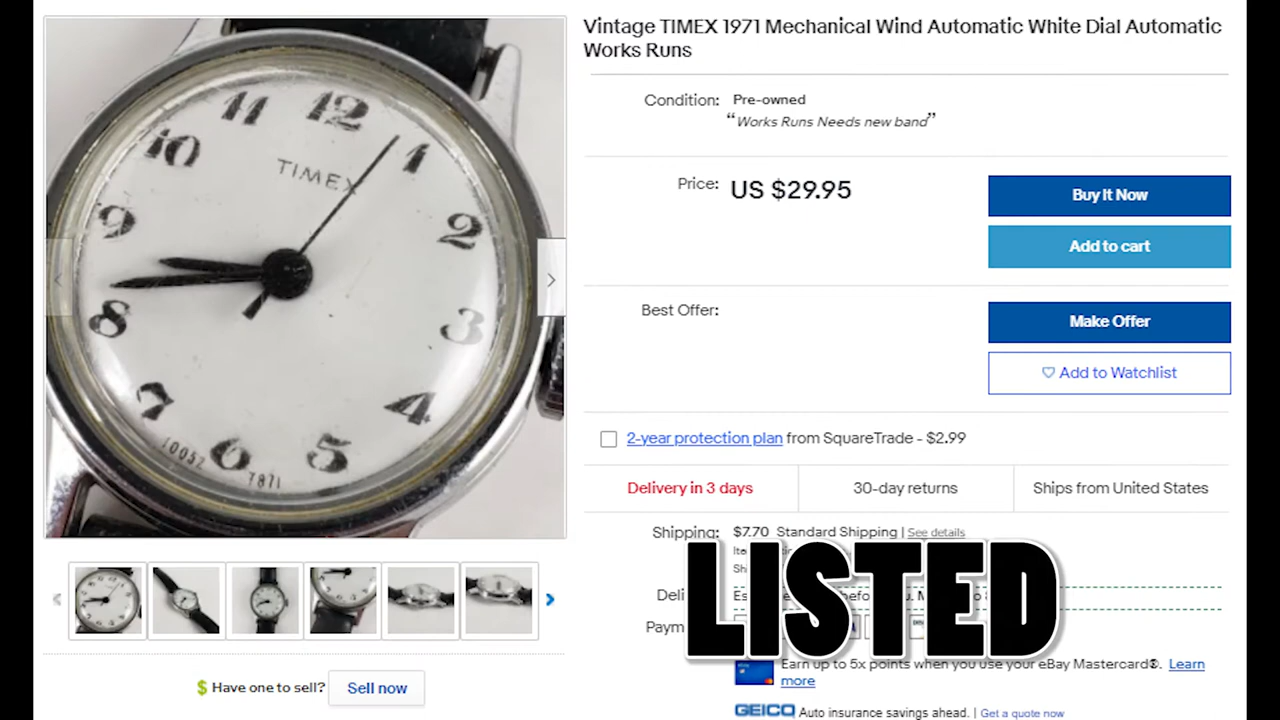 Vintage TIMEX 1971 Mechanical Wind Automatic White Dial Automatic
Works Runs
Condition: Pre-owned
"Works Runs Needs new band"
Price: US $29.95
Buy It Now
Add to cart
Best Offer:
Make Offer
Add to Watchlist
2-year protection plan from SquareTrade - $2.99
Delivery in 3 days
30-day returns
Ships from United States
Shipping: $7.70 Standard Shipping | See details
LISTED
Earn up to 5x points when you use your eBay Mastercard®. Learn
more
GEICO Auto insurance savings ahead. | Get a quote now
11 12 1
10 TIMEX
9 2
8 3
7 4
6 5
10052 7871
$ Have one to sell? Sell now